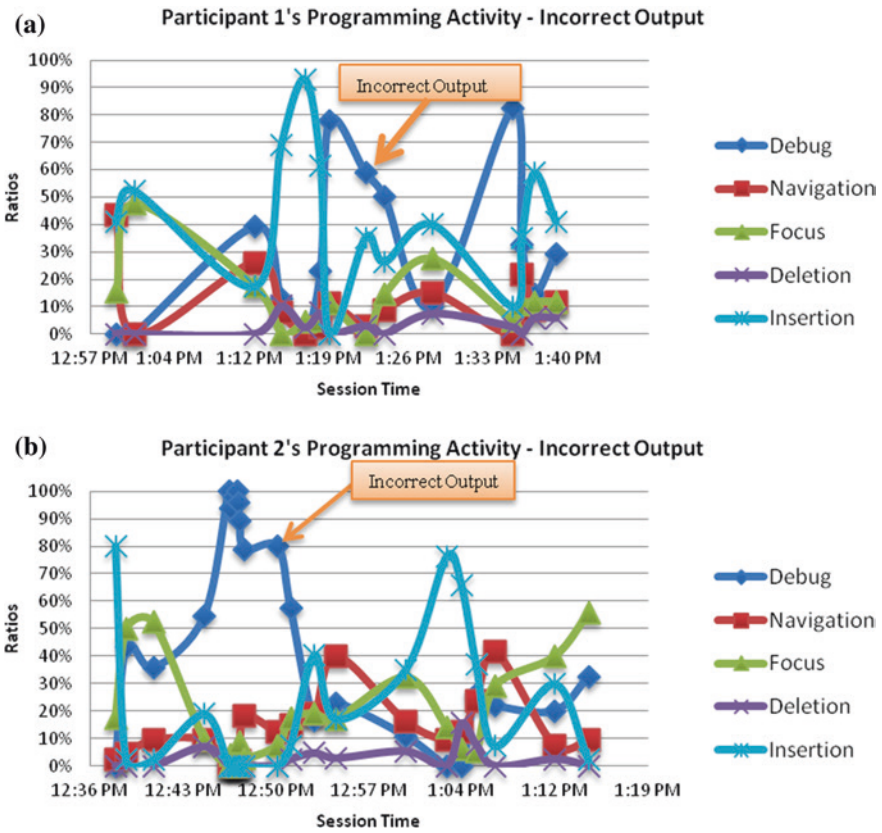 (a)
Participant 1's Programming Activity - Incorrect Output
100%
90%
80%
70%
60%
50%
40%
30%
20%
10%
0%
Ratios
Incorrect Output
12:57 PM 1:04 PM 1:12 PM 1:19 PM 1:26 PM 1:33 PM 1:40 PM
Session Time
Debug
Navigation
Focus
Deletion
Insertion
(b)
Participant 2's Programming Activity - Incorrect Output
100%
90%
80%
70%
60%
50%
40%
30%
20%
10%
0%
Ratios
Incorrect Output
12:36 PM 12:43 PM 12:50 PM 12:57 PM 1:04 PM 1:12 PM 1:19 PM
Session Time
Debug
Navigation
Focus
Deletion
Insertion